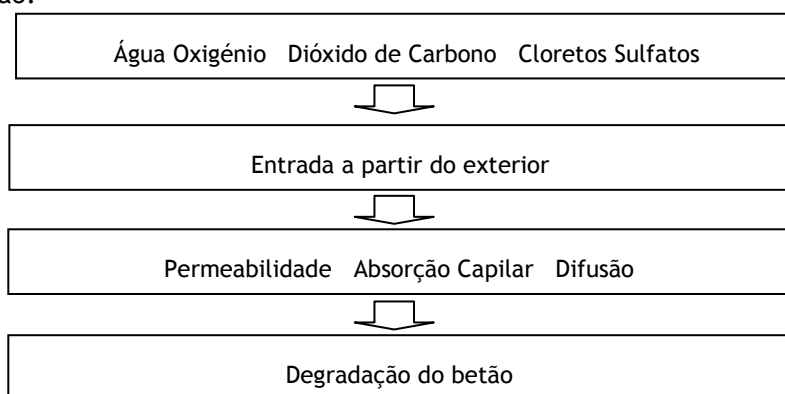 Água Oxigénio Dióxido de Carbono Cloretos Sulfatos
Entrada a partir do exterior
Permeabilidade Absorção Capilar Difusão
Degradação do betão